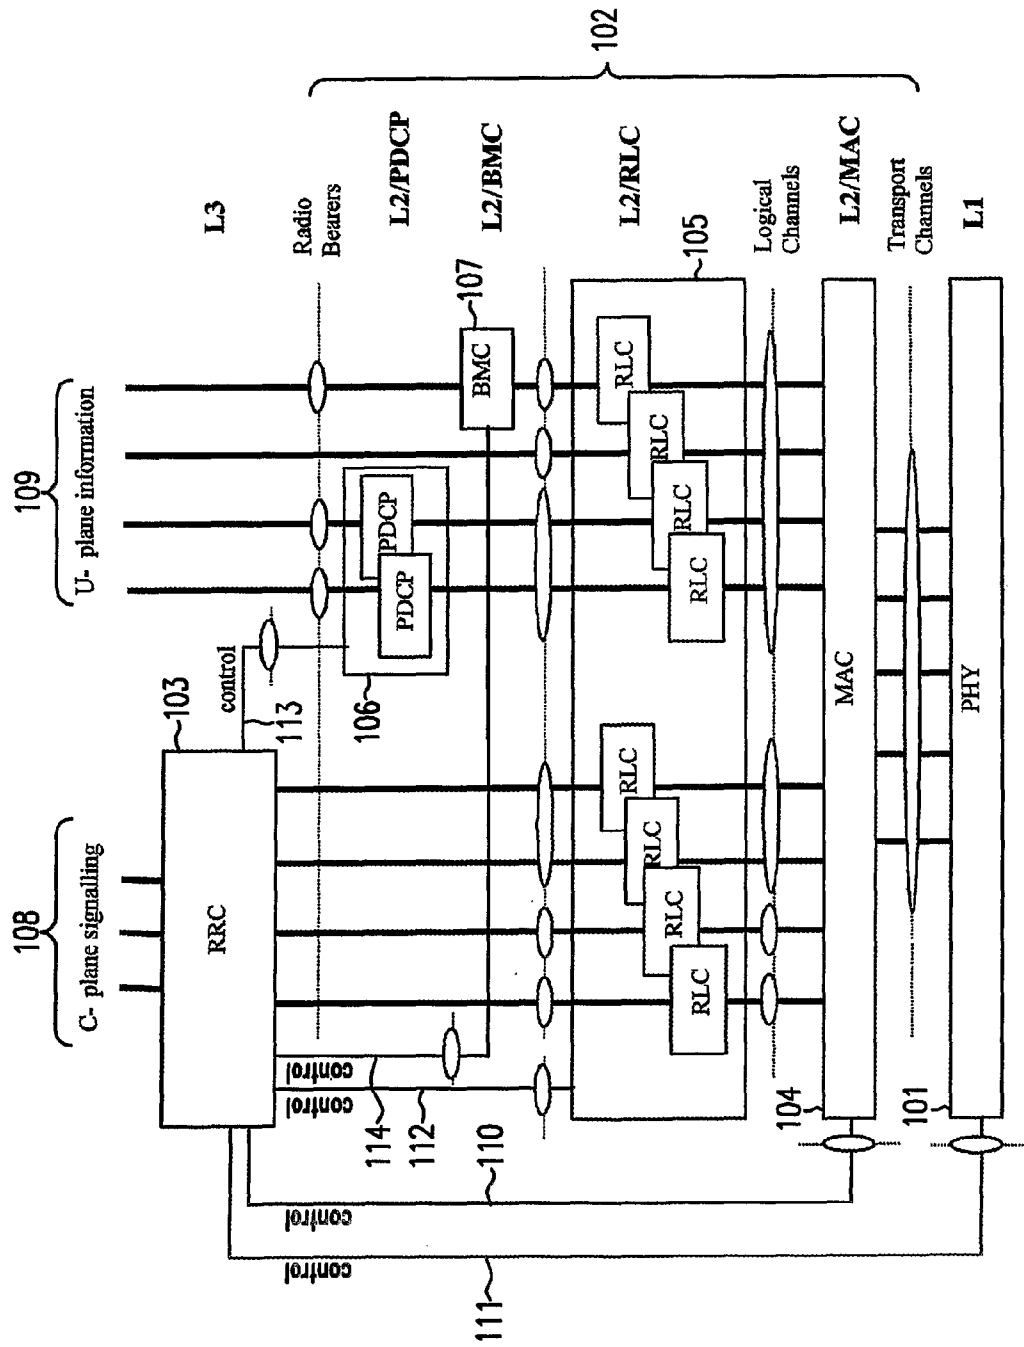 108
C- plane signalling
109
U- plane information
103
RRC
L3
control
113
Radio
Bearers
106
PDCP
PDCP
L2/PDCP
107
BMC
L2/BMC
control
114
control
112
control
110
control
111
105
RLC
RLC
RLC
RLC
RLC
RLC
RLC
RLC
L2/RLC
Logical
Channels
104
MAC
L2/MAC
Transport
Channels
101
PHY
L1
102